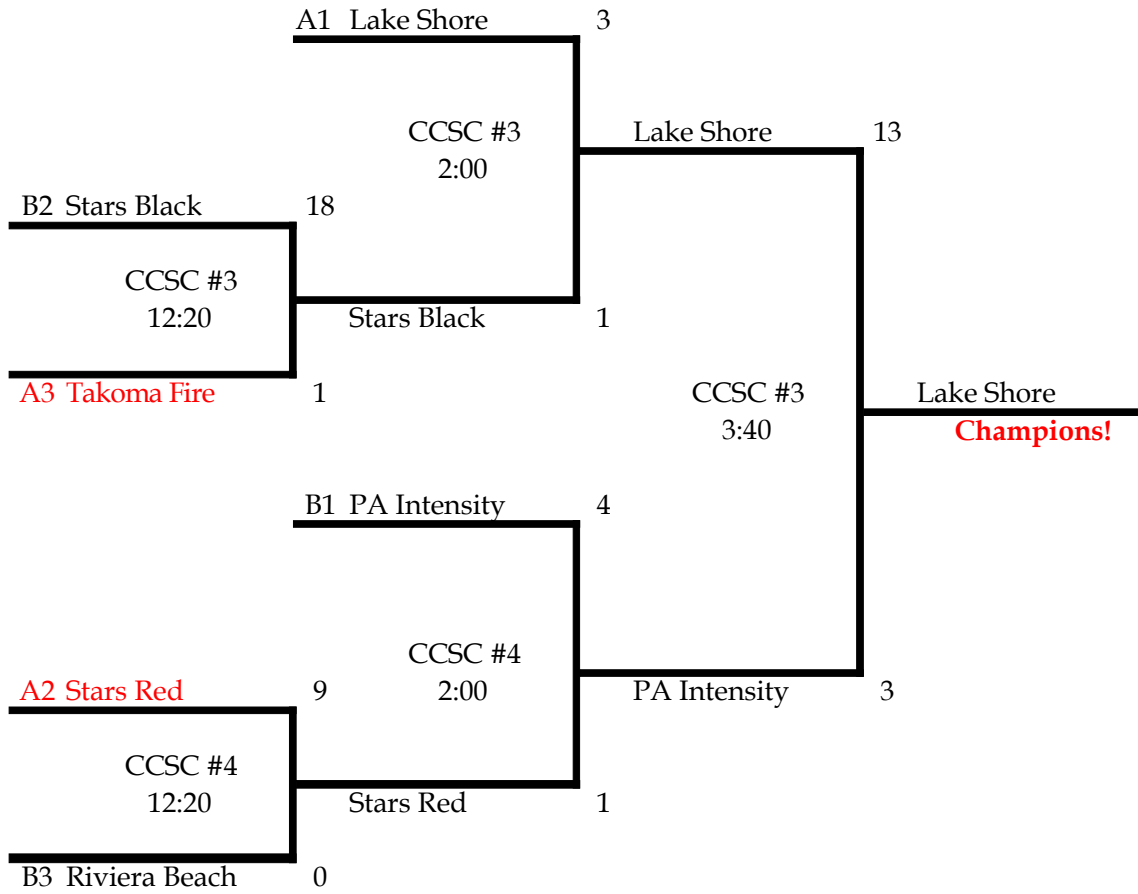 A1 Lake Shore 3
CCSC #3
2:00
Lake Shore 13
B2 Stars Black 18
CCSC #3
12:20
Stars Black 1
A3 Takoma Fire 1
CCSC #3
3:40
Lake Shore
Champions!
B1 PA Intensity 4
CCSC #4
2:00
PA Intensity 3
A2 Stars Red 9
CCSC #4
12:20
Stars Red 1
B3 Riviera Beach 0